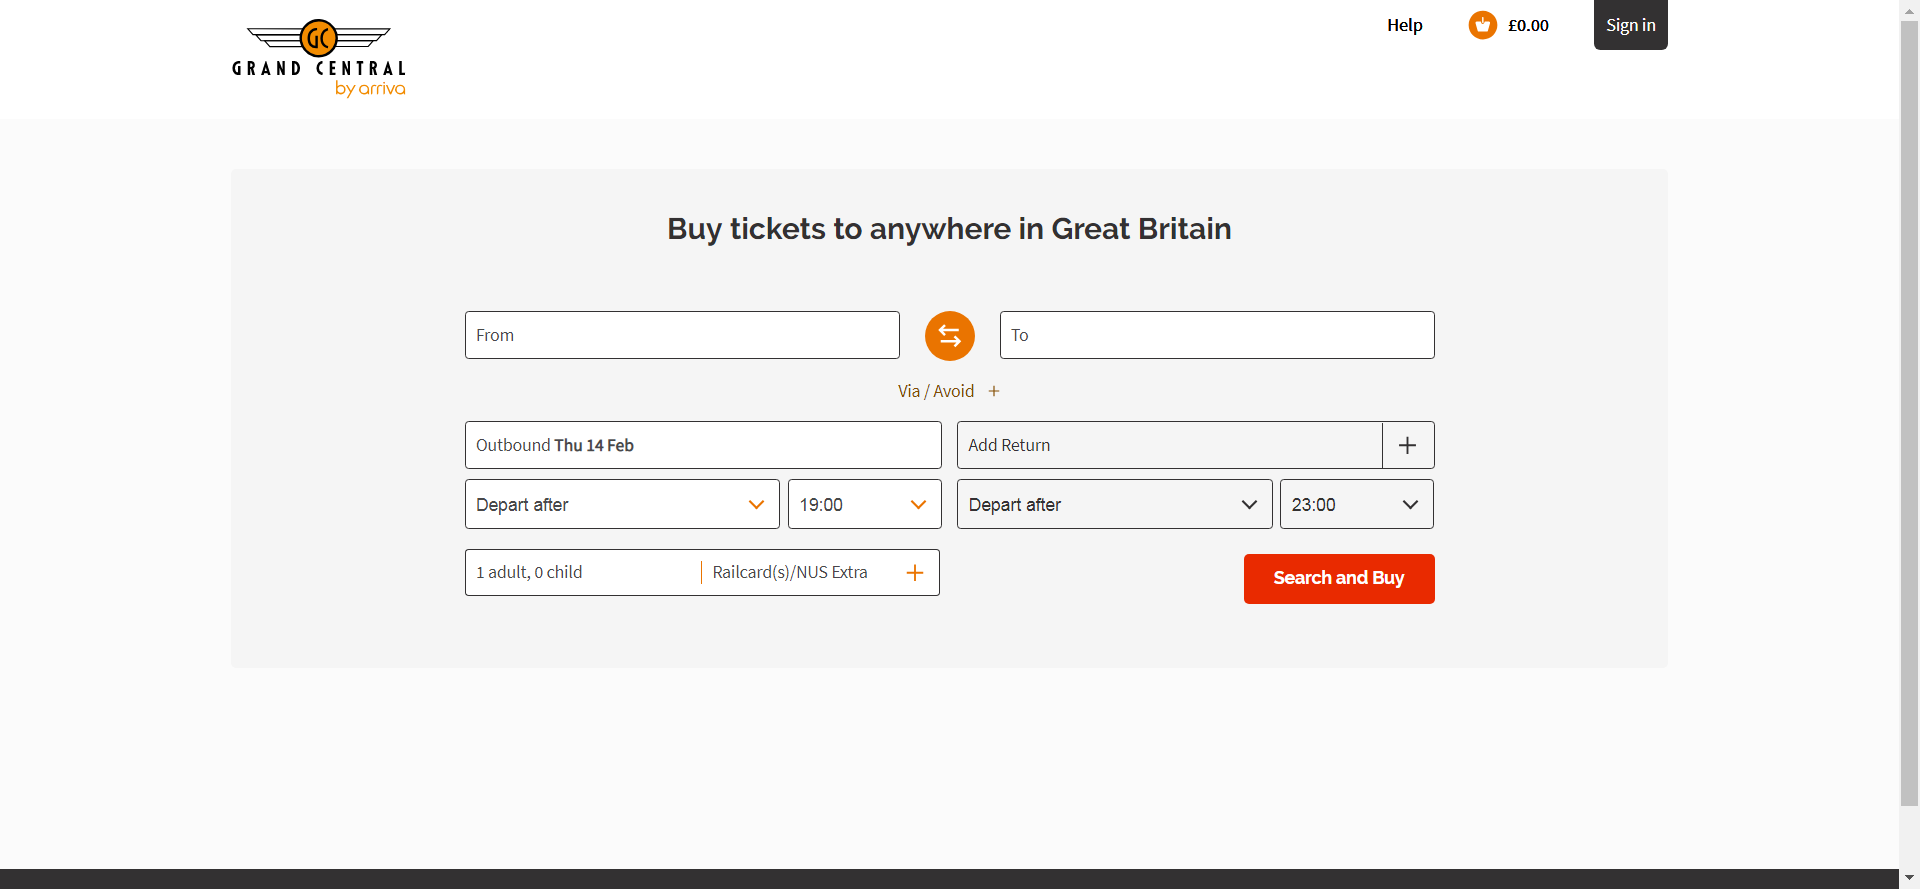 GC
GRAND CENTRAL
by arriva
Help
£0.00
Sign in
Buy tickets to anywhere in Great Britain
From
To
Via / Avoid +
Outbound Thu 14 Feb
Add Return
Depart after
19:00
Depart after
23:00
1 adult, 0 child
Railcard(s)/NUS Extra
Search and Buy